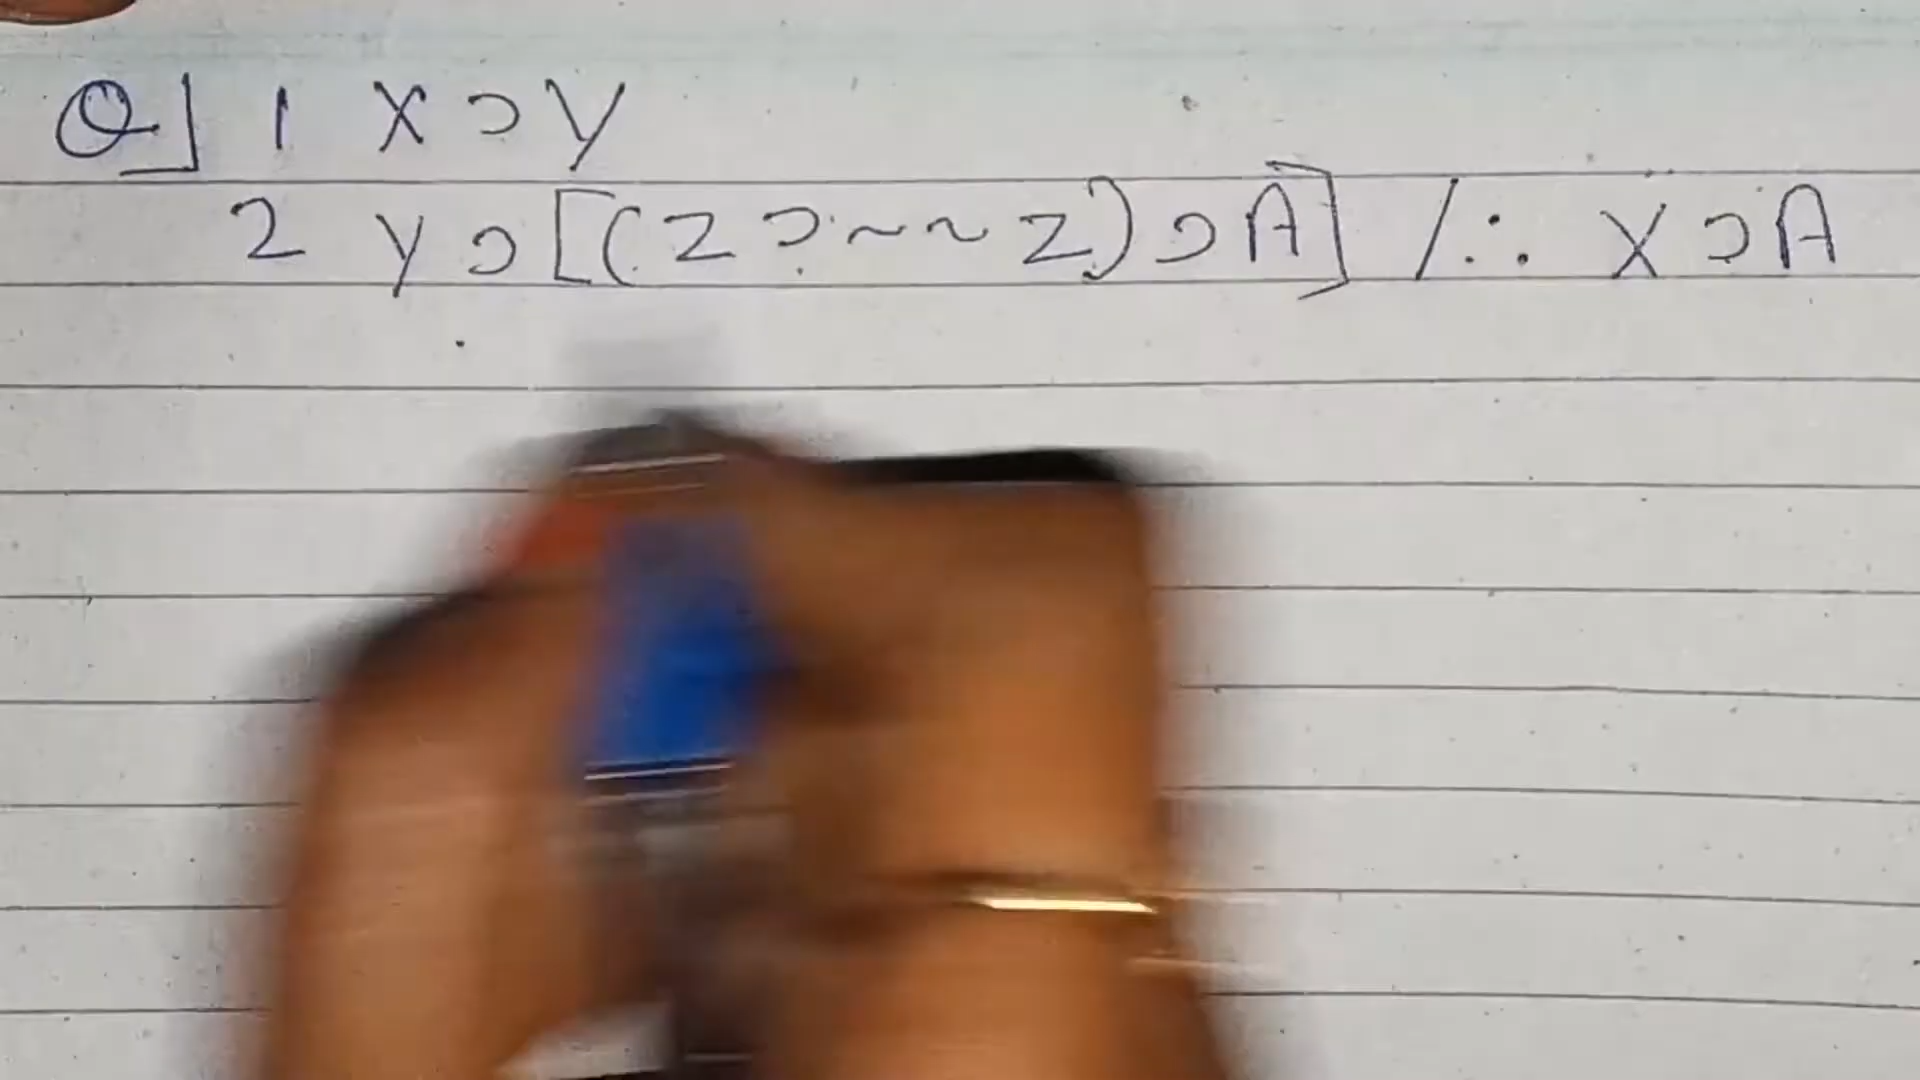 Q] 1 X ⊃ Y
2 Y ⊃ [(Z ⊃ ~ ~ Z) ⊃ A] / ∴ X ⊃ A